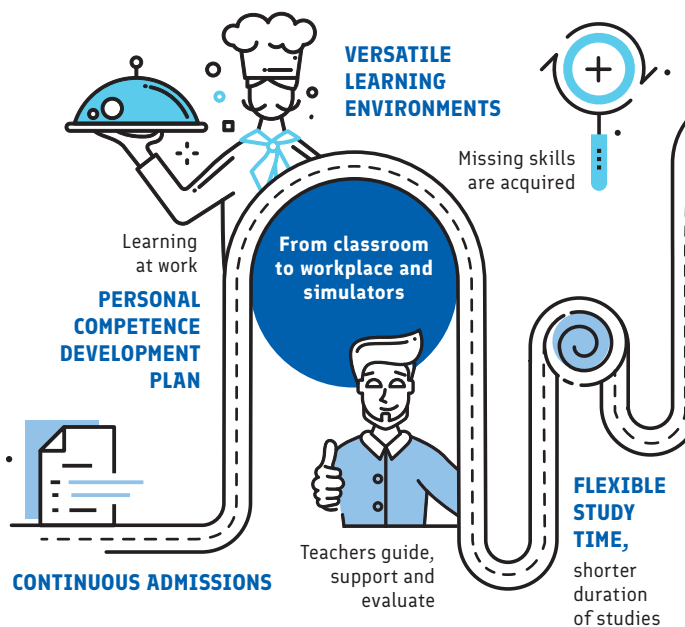 VERSATILE
LEARNING
ENVIRONMENTS
Missing skills
are acquired
Learning
at work
From classroom
to workplace and
simulators
PERSONAL
COMPETENCE
DEVELOPMENT
PLAN
FLEXIBLE
STUDY
TIME,
shorter
duration
of studies
Teachers guide,
support and
evaluate
CONTINUOUS ADMISSIONS